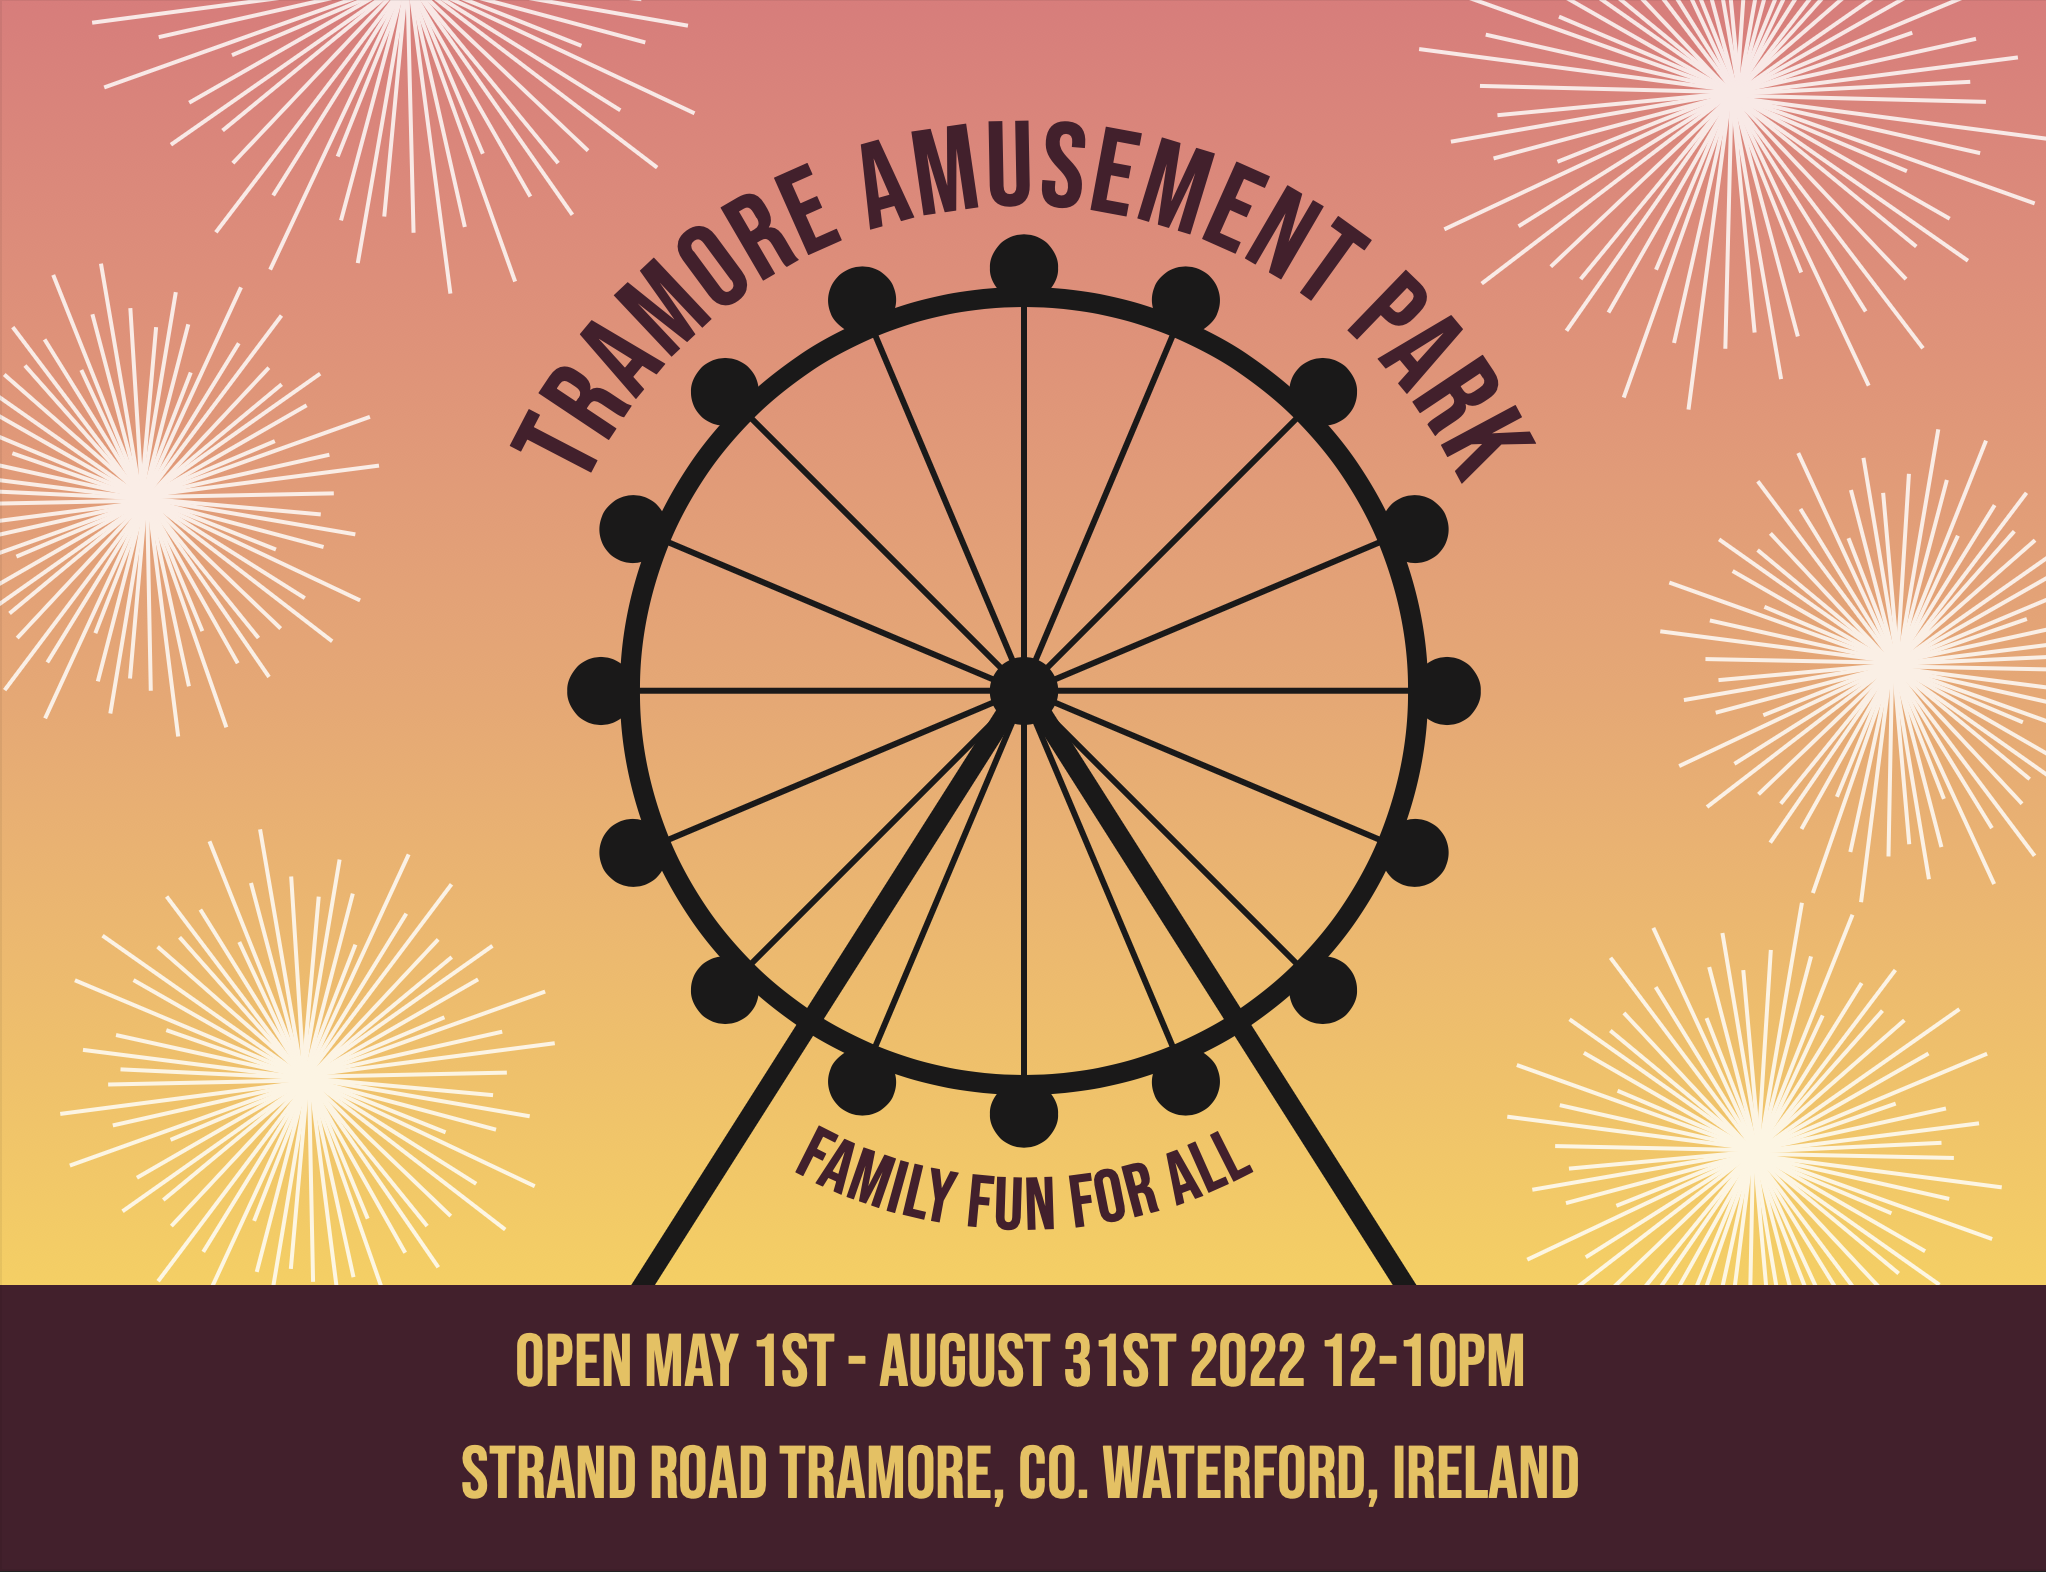 TRAMORE AMUSEMENT PARK
FAMILY FUN FOR ALL
OPEN MAY 1ST - AUGUST 31ST 2022 12-10PM
STRAND ROAD TRAMORE, CO. WATERFORD, IRELAND